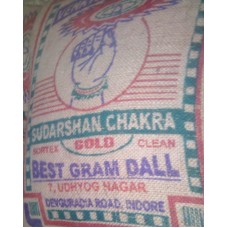 SUDARSHAN CHAKRA
SORTEX GOLD CLEAN
BEST GRAM DALL
7, UDHYOG NAGAR
DEVGURADIA ROAD, INDORE